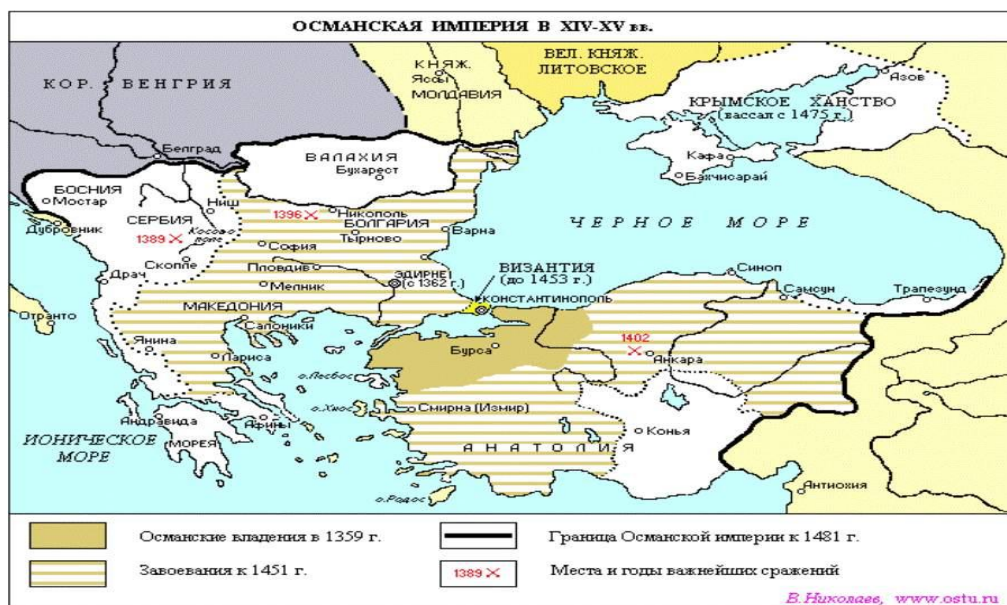 ОСМАНСКАЯ ИМПЕРИЯ В XIV-XV вв.
КОР. ВЕНГРИЯ
КНЯЖ.
Яссы
МОЛДАВИЯ
ВЕЛ. КНЯЖ.
ЛИТОВСКОЕ
Азов
КРЫМСКОЕ ХАНСТВО
(вассал с 1475 г.)
Кафа
Бахчисарай
Белград
ВАЛАХИЯ
Бухарест
БОСНИЯ
Мостар
Дубровник
СЕРБИЯ
1389
Косово
поле
Ниш
1396
Никополь
БОЛГАРИЯ
Тырново
Варна
София
Скопле
Драч
ЧЕРНОЕ МОРЕ
Пловдив
Мелник
ЭДИРНЕ
(с 1362 г.)
ВИЗАНТИЯ
(до 1453 г.)
КОНСТАНТИНОПОЛЬ
Синоп
Самсун
Трапезунд
МАКЕДОНИЯ
Салоники
Отранто
Янина
Лариса
о.Лесбос
Бурса
1402
Анкара
о.Хиос
Смирна (Измир)
Андравида
Афины
МОРЕЯ
ИОНИЧЕСКОЕ
МОРЕ
АНАТОЛИЯ
Конья
о.Родос
Антиохия
Османские владения в 1359 г.
Граница Османской империи к 1481 г.
Завоевания к 1451 г.
1389
Места и годы важнейших сражений
В.Николаев, www.ostu.ru